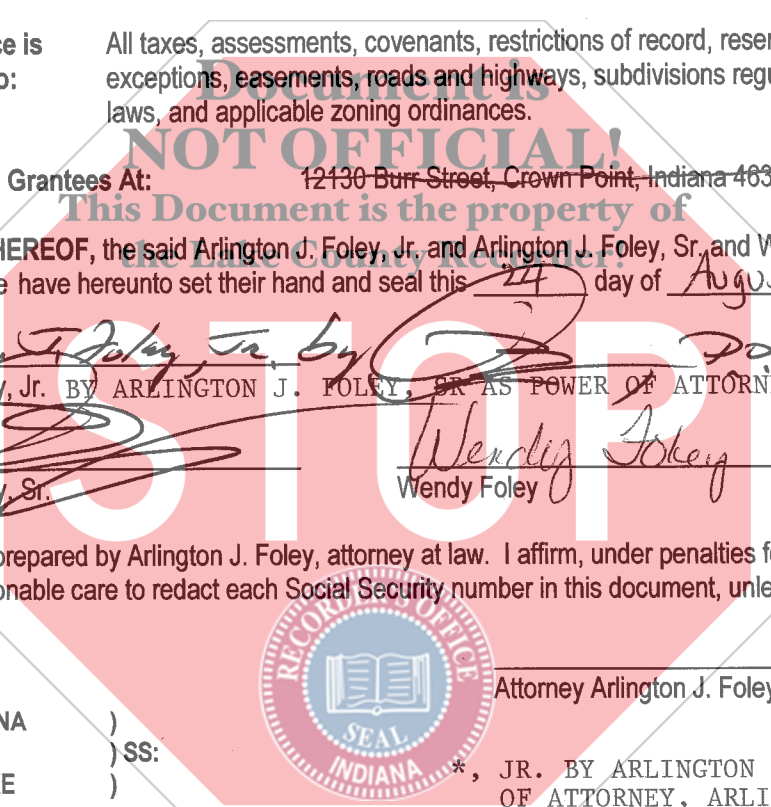 ce is All taxes, assessments, covenants, restrictions of record, reser
o: exceptions, easements, roads and highways, subdivisions regu
laws, and applicable zoning ordinances.
Document is
NOT OFFICIAL!
Grantees At: 12130 Burr Street, Crown Point, Indiana 463
This Document is the property of
the Lake County Recorder!
HEREOF, the said Arlington J. Foley, Jr. and Arlington J. Foley, Sr. and W
e have hereunto set their hand and seal this 24 day of Augus
J. Foley, Jr. by
y, Jr. BY ARLINGTON J. FOLEY, SR AS POWER OF ATTORN
STOP
Wendy Foley
y, Sr. Wendy Foley
prepared by Arlington J. Foley, attorney at law. I affirm, under penalties f
onable care to redact each Social Security number in this document, unle
RECORDER'S OFFICE
SEAL
INDIANA
Attorney Arlington J. Foley
NA )
) SS:
E )
*, JR. BY ARLINGTON
OF ATTORNEY, ARLI